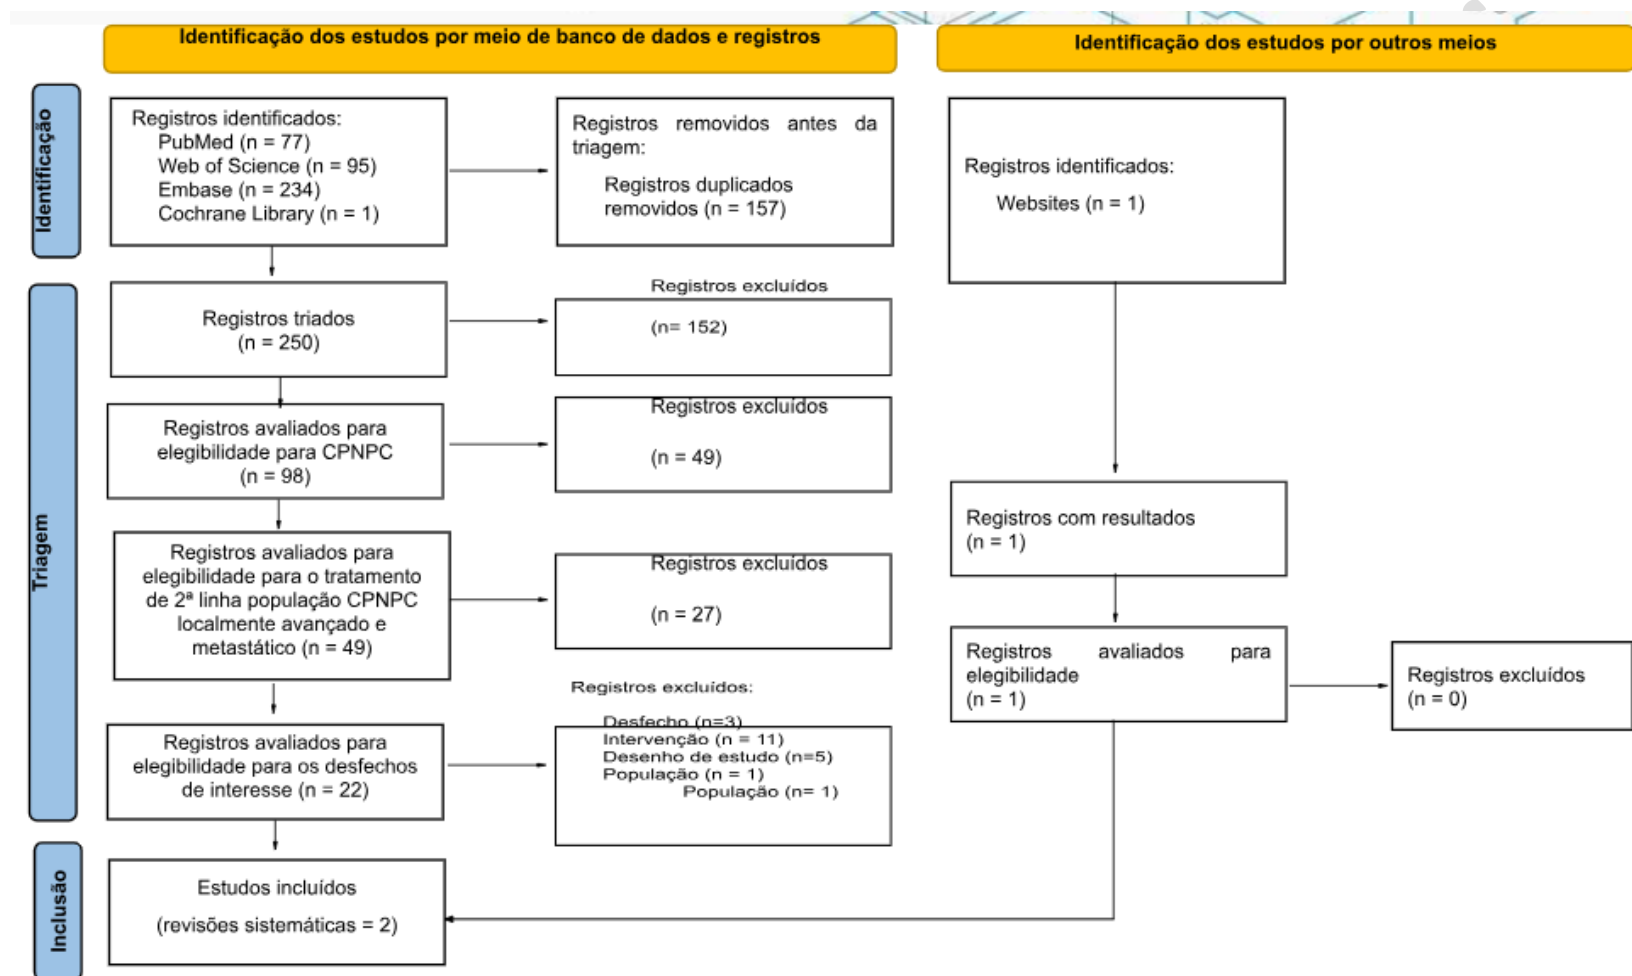 Identificação dos estudos por meio de banco de dados e registros
Identificação dos estudos por outros meios
Identificação
Registros identificados:
PubMed (n = 77)
Web of Science (n = 95)
Embase (n = 234)
Cochrane Library (n = 1)
Registros removidos antes da
triagem:
Registros duplicados
removidos (n = 157)
Registros identificados:
Websites (n = 1)
Triagem
Registros triados
(n = 250)
Registros excluídos
(n= 152)
Registros avaliados para
elegibilidade para CPNPC
(n = 98)
Registros excluídos
(n = 49)
Registros avaliados para
elegibilidade para o tratamento
de 2ª linha população CPNPC
localmente avançado e
metastático (n = 49)
Registros excluídos
(n = 27)
Registros com resultados
(n = 1)
Registros avaliados para
elegibilidade
(n = 1)
Registros excluídos
(n = 0)
Registros avaliados para
elegibilidade para os desfechos
de interesse (n = 22)
Registros excluídos:
Desfecho (n=3)
Intervenção (n = 11)
Desenho de estudo (n=5)
População (n = 1)
População (n= 1)
Inclusão
Estudos incluídos
(revisões sistemáticas = 2)